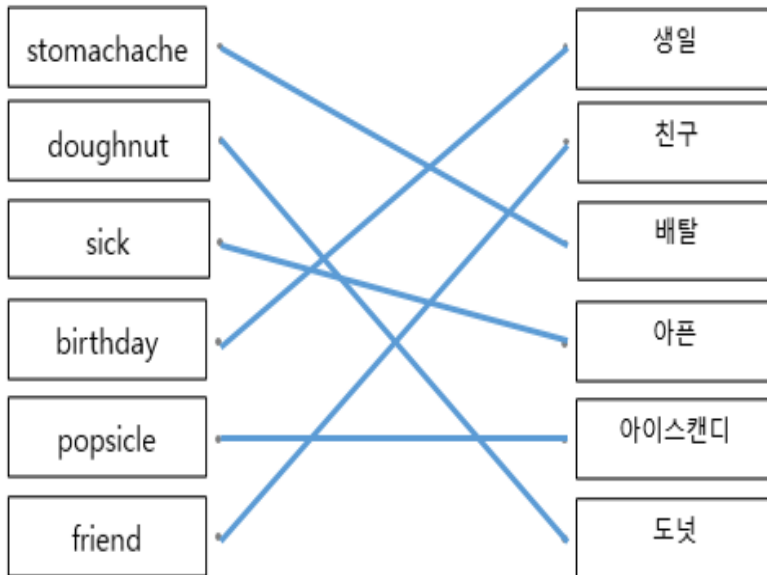 stomachache 생일
doughnut 친구
sick 배탈
birthday 아픈
popsicle 아이스캔디
friend 도넛